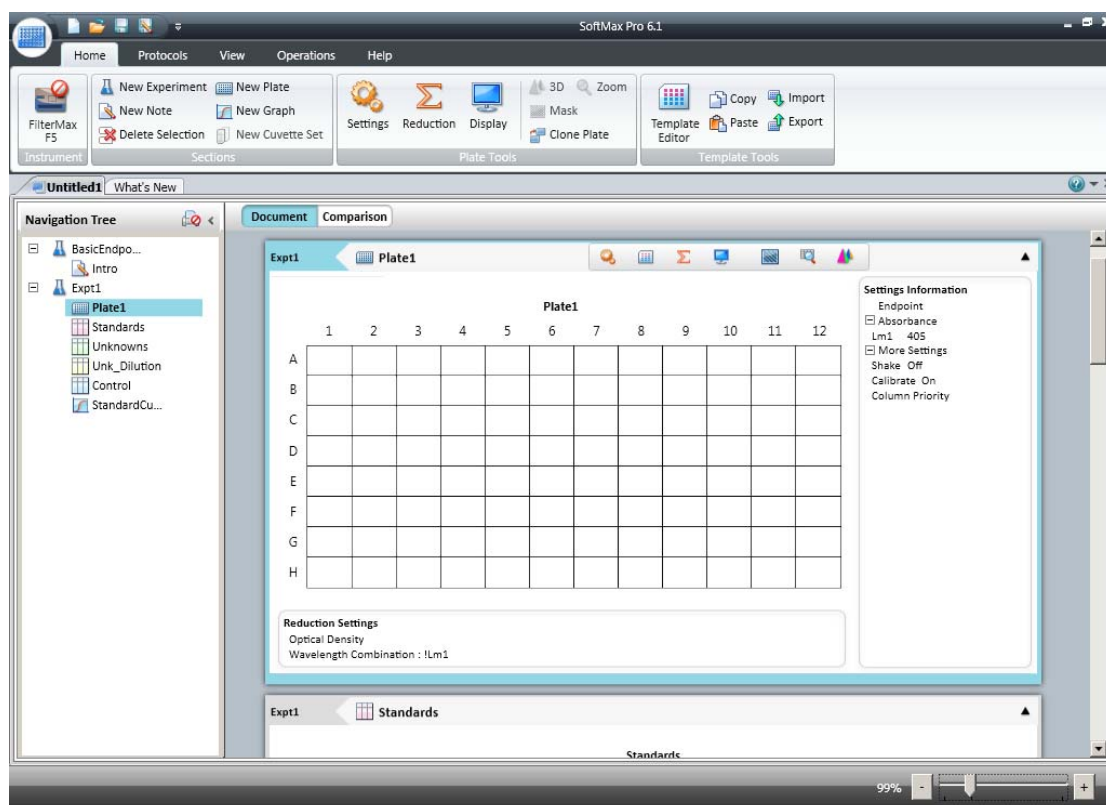 SoftMax Pro 6.1
Home Protocols View Operations Help
FilterMax F5
Instrument
New Experiment New Plate
New Note New Graph
Delete Selection New Cuvette Set
Sections
Settings Reduction Display
3D Zoom
Mask
Clone Plate
Plate Tools
Template Editor
Copy Import
Paste Export
Template Tools
Untitled1 What's New
Navigation Tree
BasicEndpo...
Intro
Expt1
Plate1
Standards
Unknowns
Unk_Dilution
Control
StandardCu...
Document Comparison
Expt1 Plate1
Plate1
1 2 3 4 5 6 7 8 9 10 11 12
A
B
C
D
E
F
G
H
Settings Information
Endpoint
Absorbance
Lm1 405
More Settings
Shake Off
Calibrate On
Column Priority
Reduction Settings
Optical Density
Wavelength Combination : !Lm1
Expt1 Standards
Standards
99% - +